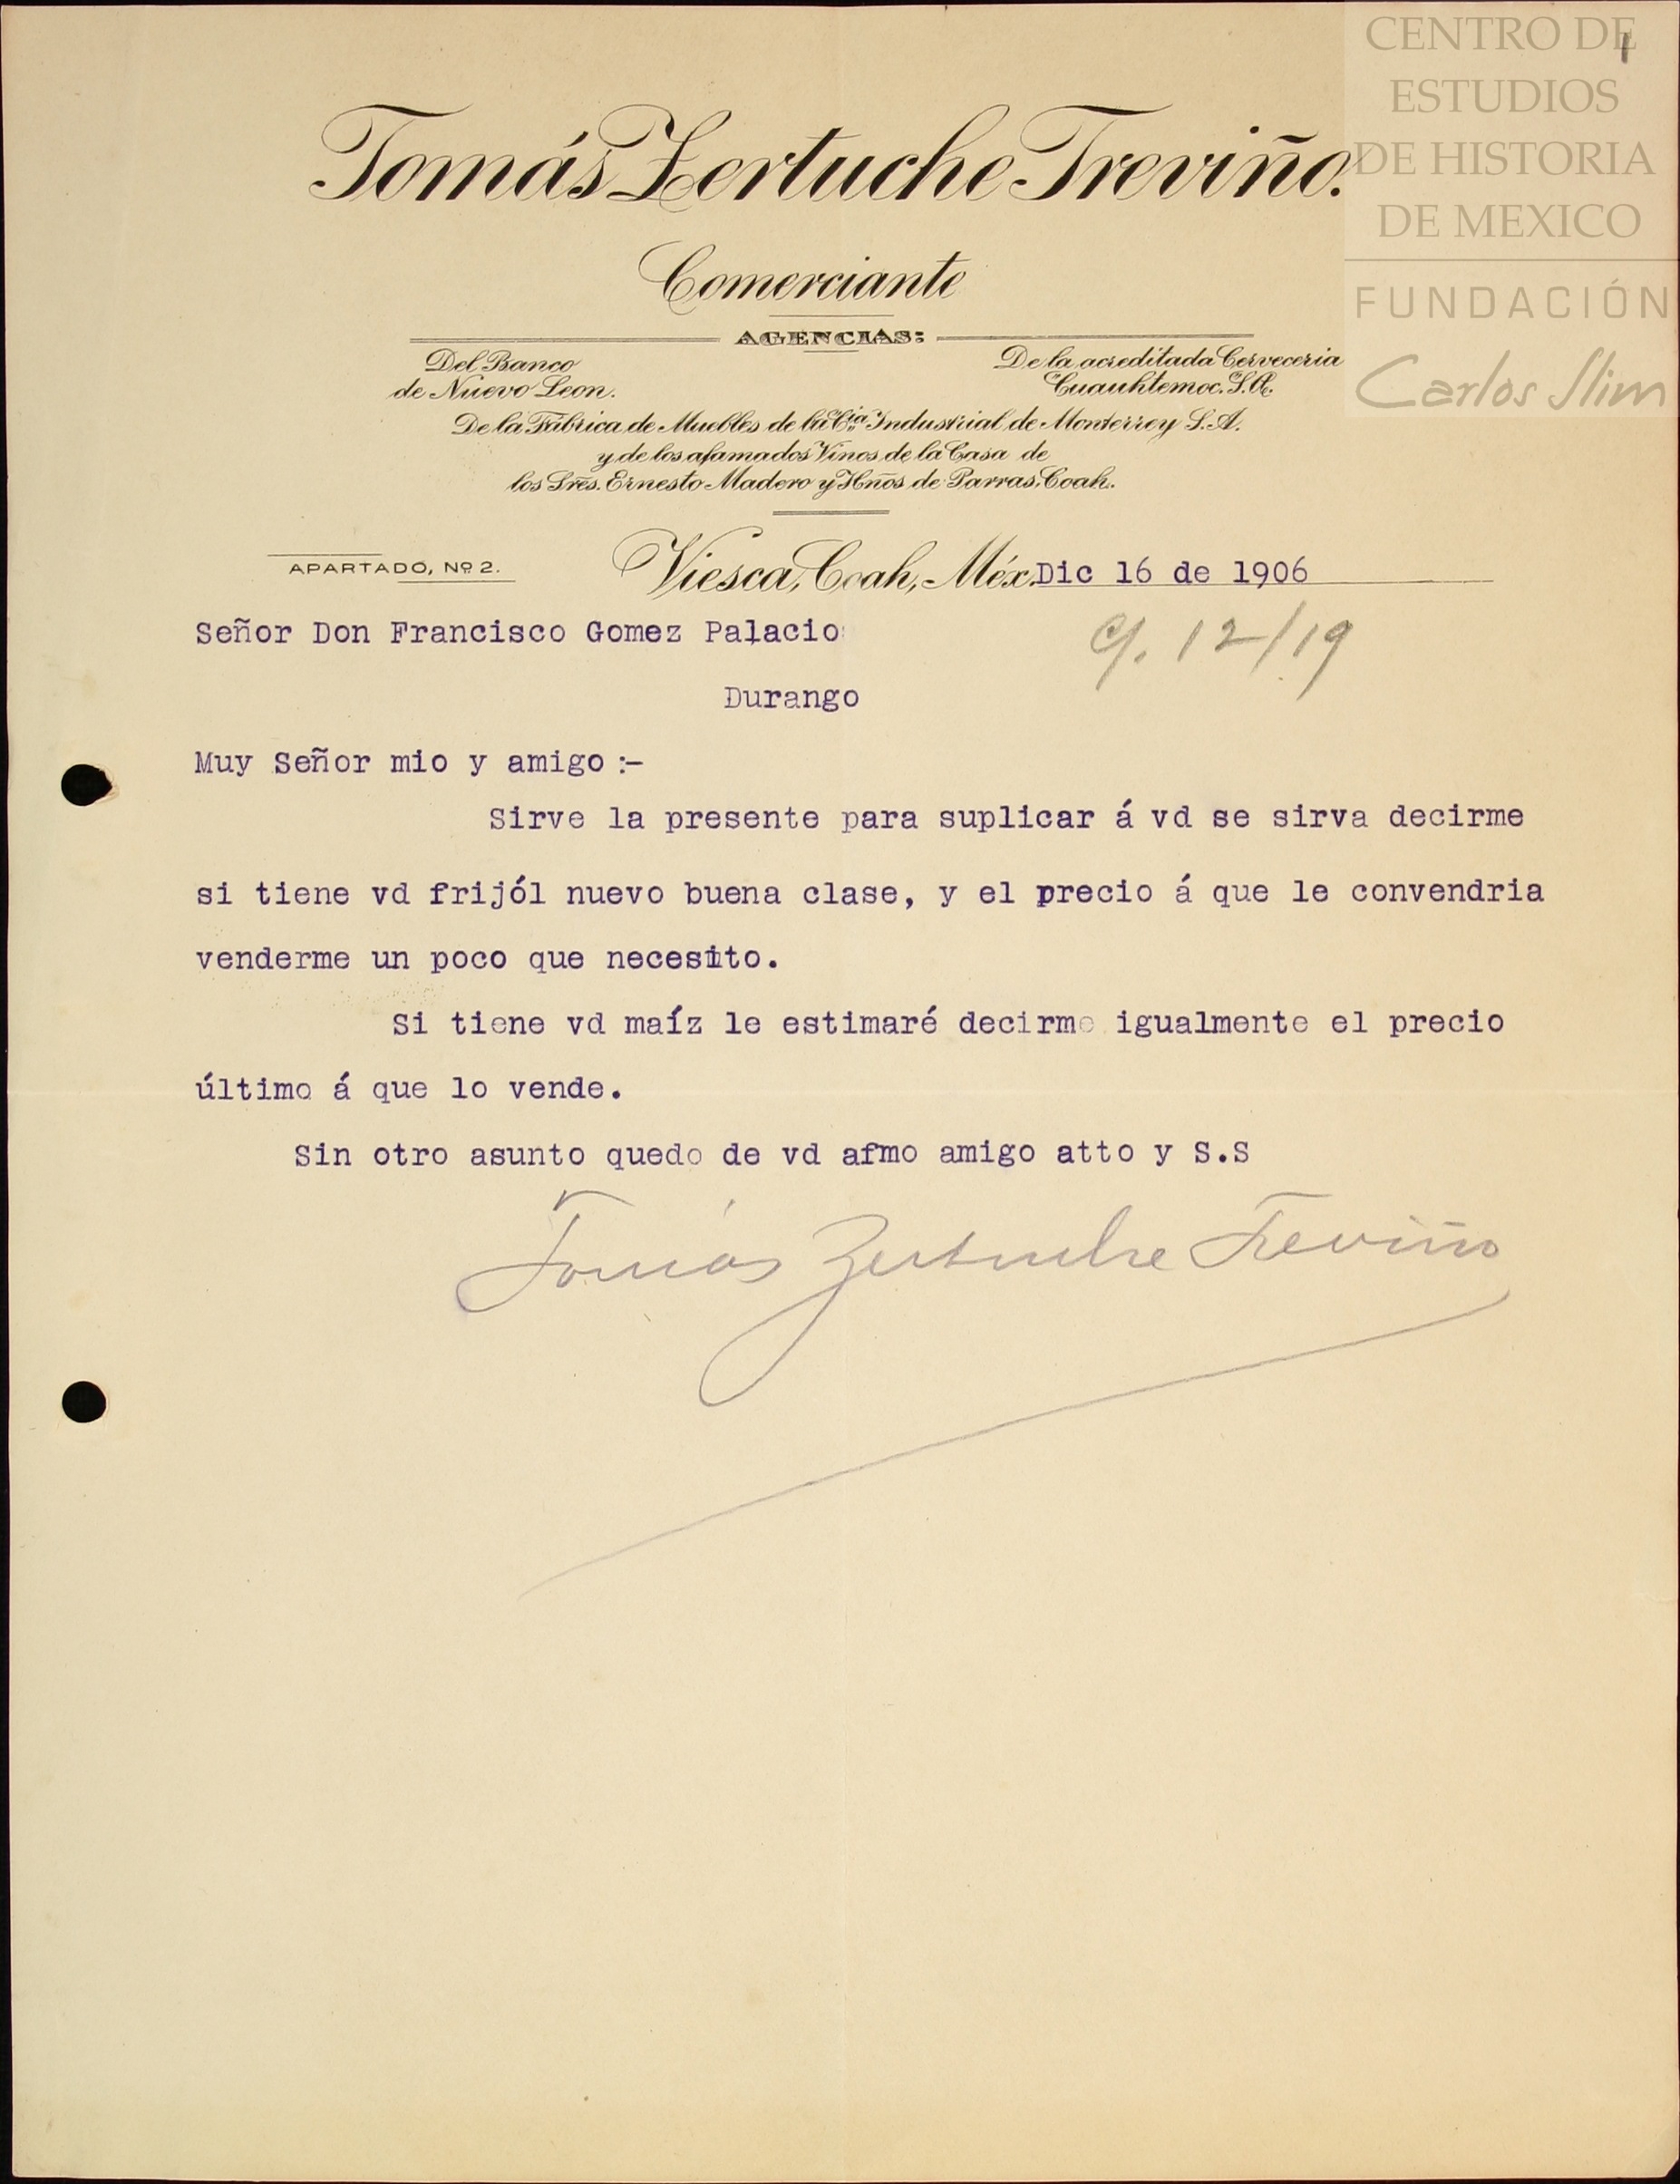 CENTRO DE
ESTUDIOS
DE HISTORIA
DE MEXICO
FUNDACIÓN
Carlos Slim
1
Tomás Zertuche Treviño.
Comerciante
AGENCIAS:
Del Banco
de Nuevo Leon.
De la acreditada Cerveceria
Cuauhtemoc. S.A.
De la Fábrica de Muebles de la Cia. Industrial de Monterrey S.A.
y de los afamados Vinos de la Casa de
los Sres. Ernesto Madero y Hnos de Parras, Coah.
APARTADO, Nº 2.
Viesca, Coah, Méx. Dic 16 de 1906
Señor Don Francisco Gomez Palacio
c/. 12/19
Durango
Muy Señor mio y amigo :-
Sirve la presente para suplicar á vd se sirva decirme
si tiene vd frijól nuevo buena clase, y el precio á que le convendria
venderme un poco que necesito.
Si tiene vd maíz le estimaré decirme igualmente el precio
último á que lo vende.
Sin otro asunto quedo de vd afmo amigo atto y S.S
Tomás Zertuche Treviño